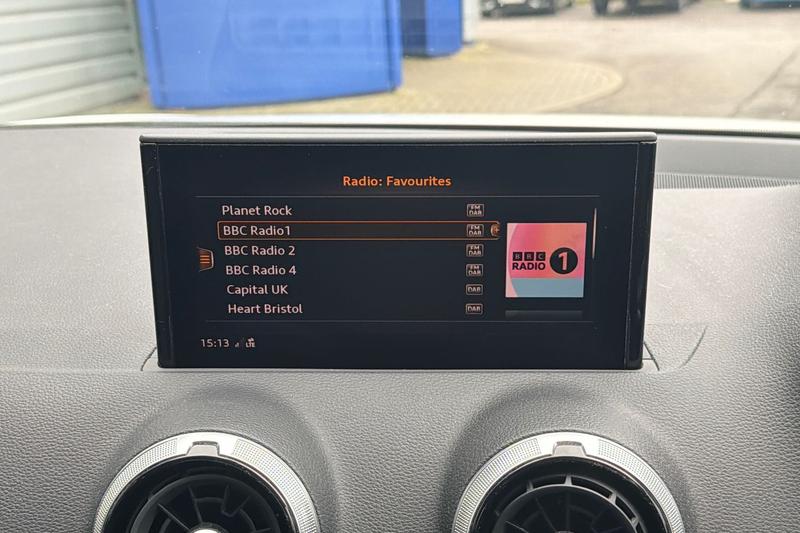 Radio: Favourites
Planet Rock FM DAB
BBC Radio1 FM DAB
BBC Radio 2 FM DAB
BBC Radio 4 FM DAB
Capital UK DAB
Heart Bristol DAB
BBC
RADIO 1
15:13 LTE